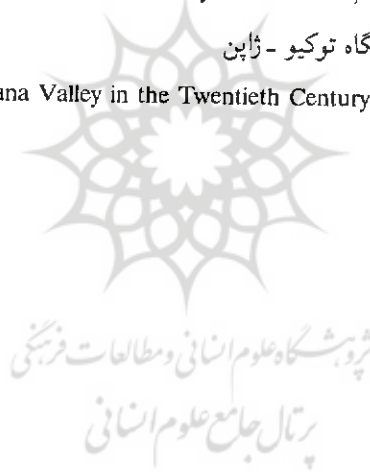 گاه توکیو - ژاپن
ana Valley in the Twentieth Century
پژوهشگاه علوم انسانی و مطالعات فرهنگی
پرتال جامع علوم انسانی